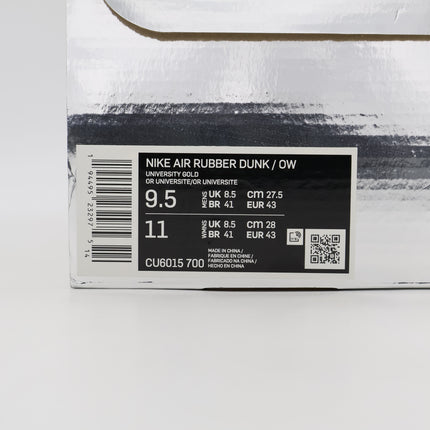 NIKE AIR RUBBER DUNK / OW
UNIVERSITY GOLD
OR UNIVERSITE/OR UNIVERSITE
9.5 MENS UK 8.5 CM 27.5
BR 41 EUR 43
11 WMNS UK 8.5 CM 28
BR 41 EUR 43
CU6015 700
MADE IN CHINA /
FABRIQUE EN CHINE /
FABRICADO NA CHINA /
HECHO EN CHINA
1 94495 23297 5 14